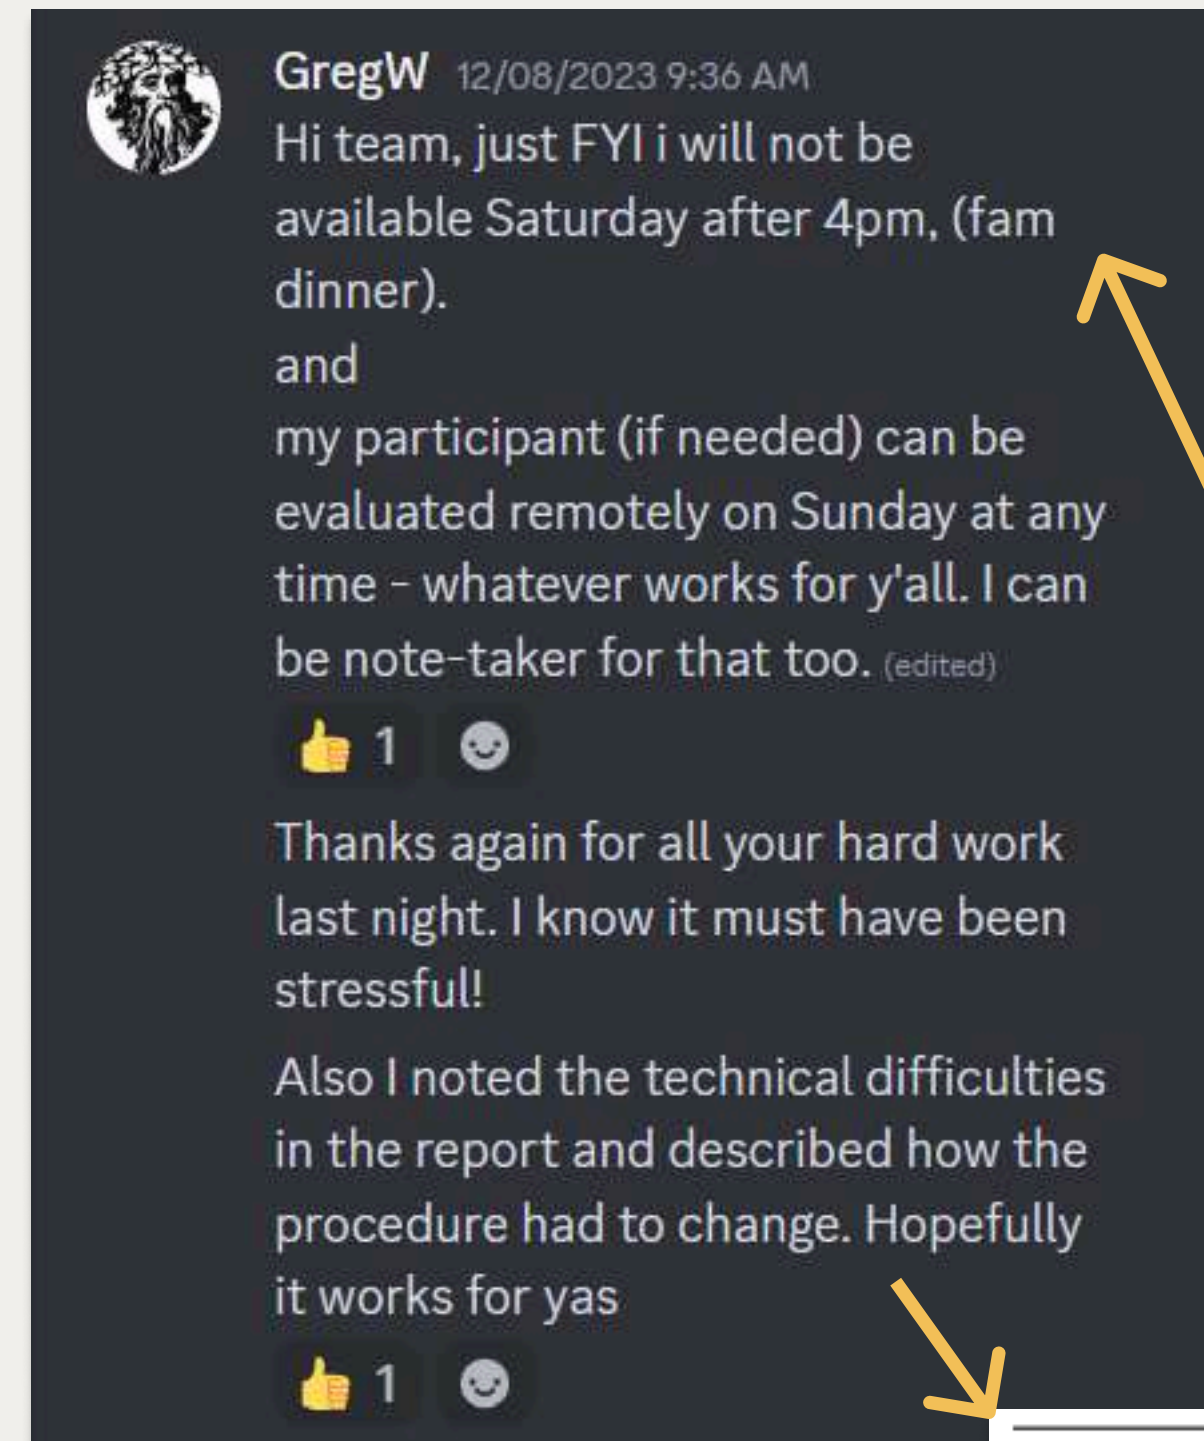 GregW 12/08/2023 9:36 AM
Hi team, just FYI i will not be
available Saturday after 4pm, (fam
dinner).
and
my participant (if needed) can be
evaluated remotely on Sunday at any
time - whatever works for y'all. I can
be note-taker for that too. (edited)
👍 1
Thanks again for all your hard work
last night. I know it must have been
stressful!
Also I noted the technical difficulties
in the report and described how the
procedure had to change. Hopefully
it works for yas
👍 1